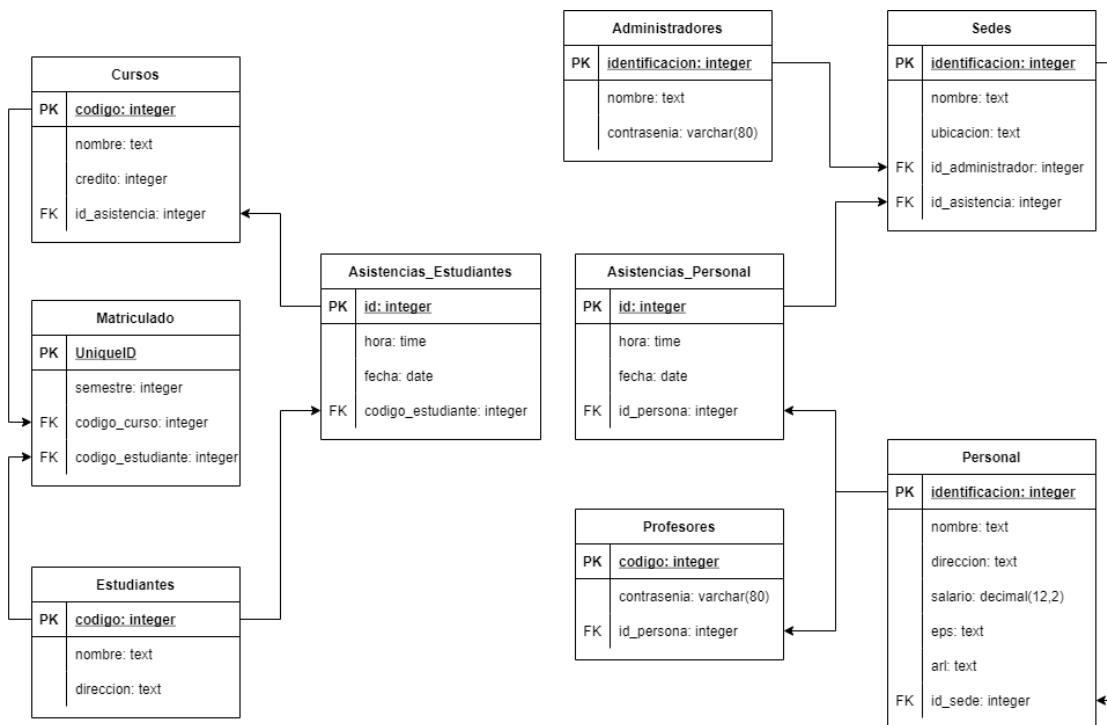 Cursos
PK codigo: integer
nombre: text
credito: integer
FK id_asistencia: integer
Matriculado
PK UniqueID
semestre: integer
FK codigo_curso: integer
FK codigo_estudiante: integer
Estudiantes
PK codigo: integer
nombre: text
direccion: text
Asistencias_Estudiantes
PK id: integer
hora: time
fecha: date
FK codigo_estudiante: integer
Administradores
PK identificacion: integer
nombre: text
contrasenia: varchar(80)
Asistencias_Personal
PK id: integer
hora: time
fecha: date
FK id_persona: integer
Profesores
PK codigo: integer
contrasenia: varchar(80)
FK id_persona: integer
Sedes
PK identificacion: integer
nombre: text
ubicacion: text
FK id_administrador: integer
FK id_asistencia: integer
Personal
PK identificacion: integer
nombre: text
direccion: text
salario: decimal(12,2)
eps: text
arl: text
FK id_sede: integer